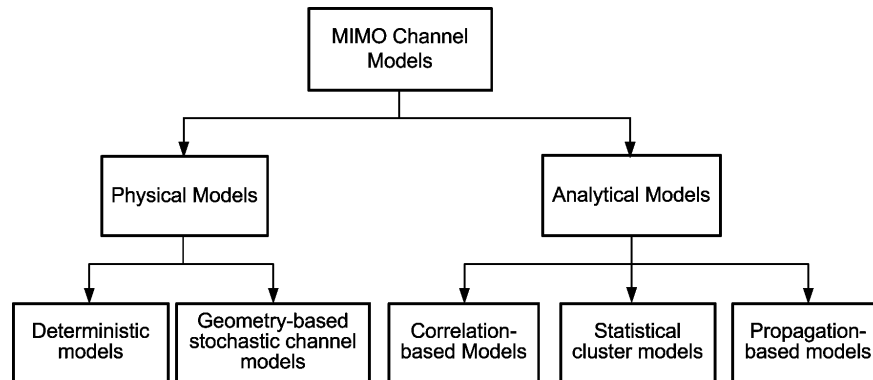 MIMO Channel
Models
Physical Models
Analytical Models
Deterministic
models
Geometry-based
stochastic channel
models
Correlation-
based Models
Statistical
cluster models
Propagation-
based models